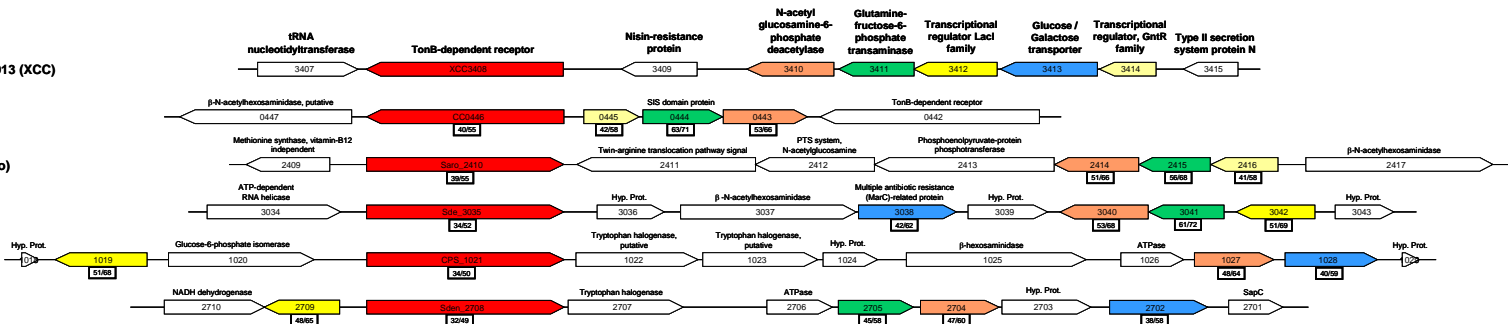 N-acetyl glucosamine-6-phosphate deacetylase
Glutamine-fructose-6-phosphate transaminase
Transcriptional regulator LacI family
Glucose / Galactose transporter
Transcriptional regulator, GntR family
Type II secretion system protein N
tRNA nucleotidyltransferase
TonB-dependent receptor
Nisin-resistance protein
013 (XCC)
3407 XCC3408 3409 3410 3411 3412 3413 3414 3415
β-N-acetylhexosaminidase, putative
SIS domain protein
TonB-dependent receptor
0447 CC0446 0445 0444 0443 0442
40/55 42/58 63/71 53/66
Methionine synthase, vitamin-B12 independent
Twin-arginine translocation pathway signal
PTS system, N-acetylglucosamine
Phosphoenolpyruvate-protein phosphotransferase
β-N-acetylhexosaminidase
o)
2409 Saro_2410 2411 2412 2413 2414 2415 2416 2417
39/55 51/66 56/68 41/58
ATP-dependent RNA helicase
Hyp. Prot.
β -N-acetylhexosaminidase
Multiple antibiotic resistance (MarC)-related protein
Hyp. Prot.
Hyp. Prot.
3034 Sde_3035 3036 3037 3038 3039 3040 3041 3042 3043
34/52 42/62 53/68 61/72 51/69
Hyp. Prot.
Glucose-6-phosphate isomerase
Tryptophan halogenase, putative
Tryptophan halogenase, putative
Hyp. Prot.
β-hexosaminidase
ATPase
Hyp. Prot.
1019 1020 CPS_1021 1022 1023 1024 1025 1026 1027 1028
51/68 34/50 48/64 40/59
NADH dehydrogenase
Tryptophan halogenase
ATPase
Hyp. Prot.
SapC
2710 2709 Sden_2708 2707 2706 2705 2704 2703 2702 2701
48/65 32/49 45/58 47/60 38/58